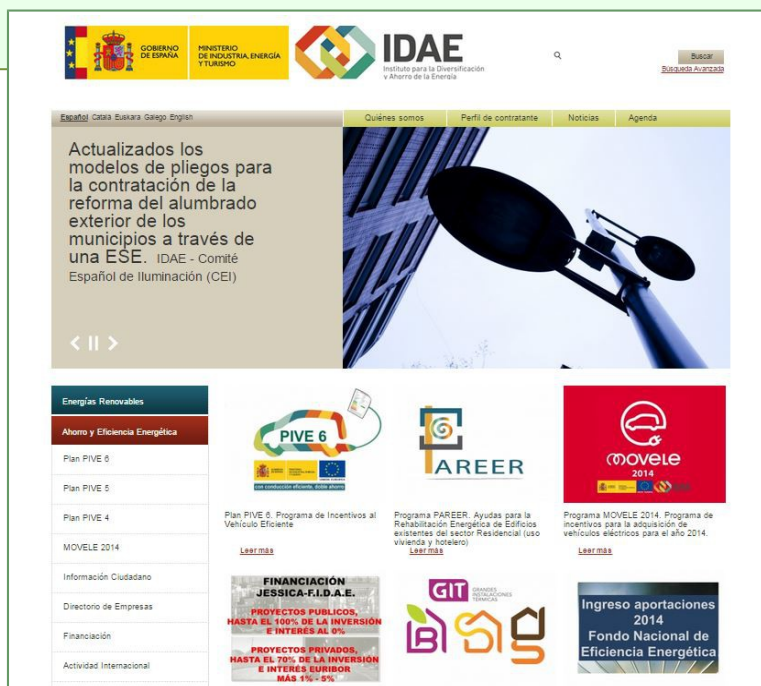 GOBIERNO
DE ESPAÑA
MINISTERIO
DE INDUSTRIA, ENERGÍA
Y TURISMO
IDAE
Instituto para la Diversificación
y Ahorro de la Energía
Buscar
Búsqueda Avanzada
Español Català Euskara Galego English
Quiénes somos Perfil de contratante Noticias Agenda
Actualizados los
modelos de pliegos para
la contratación de la
reforma del alumbrado
exterior de los
municipios a través de
una ESE. IDAE - Comité
Español de Iluminación (CEI)
Energías Renovables
Ahorro y Eficiencia Energética
Plan PIVE 6
Plan PIVE 5
Plan PIVE 4
MOVELE 2014
Información Ciudadano
Directorio de Empresas
Financiación
Actividad Internacional
PIVE 6
con conducción eficiente, doble ahorro
Plan PIVE 6. Programa de Incentivos al
Vehículo Eficiente
Leer más
PAREER
Programa PAREER. Ayudas para la
Rehabilitación Energética de Edificios
existentes del sector Residencial (uso
vivienda y hotelero)
Leer más
movele
2014
Programa MOVELE 2014. Programa de
incentivos para la adquisición de
vehículos eléctricos para el año 2014.
Leer más
FINANCIACIÓN
JESSICA-F.I.D.A.E.
PROYECTOS PUBLICOS,
HASTA EL 100% DE LA INVERSIÓN
E INTERÉS AL 0%
PROYECTOS PRIVADOS,
HASTA EL 70% DE LA INVERSIÓN
E INTERÉS EURIBOR
MÁS 1% - 5%
GIT GRANDES
INSTALACIONES
TÉRMICAS
Ingreso aportaciones
2014
Fondo Nacional de
Eficiencia Energética